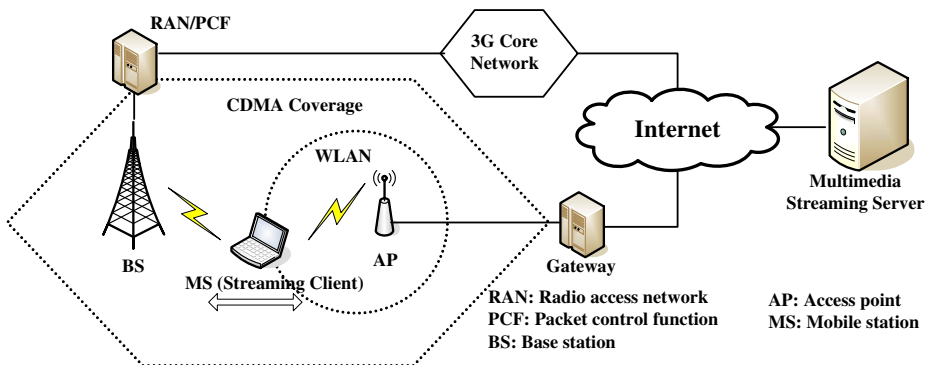 RAN/PCF
3G Core
Network
CDMA Coverage
WLAN
Internet
Multimedia
Streaming Server
BS
AP
MS (Streaming Client)
Gateway
RAN: Radio access network
PCF: Packet control function
BS: Base station
AP: Access point
MS: Mobile station